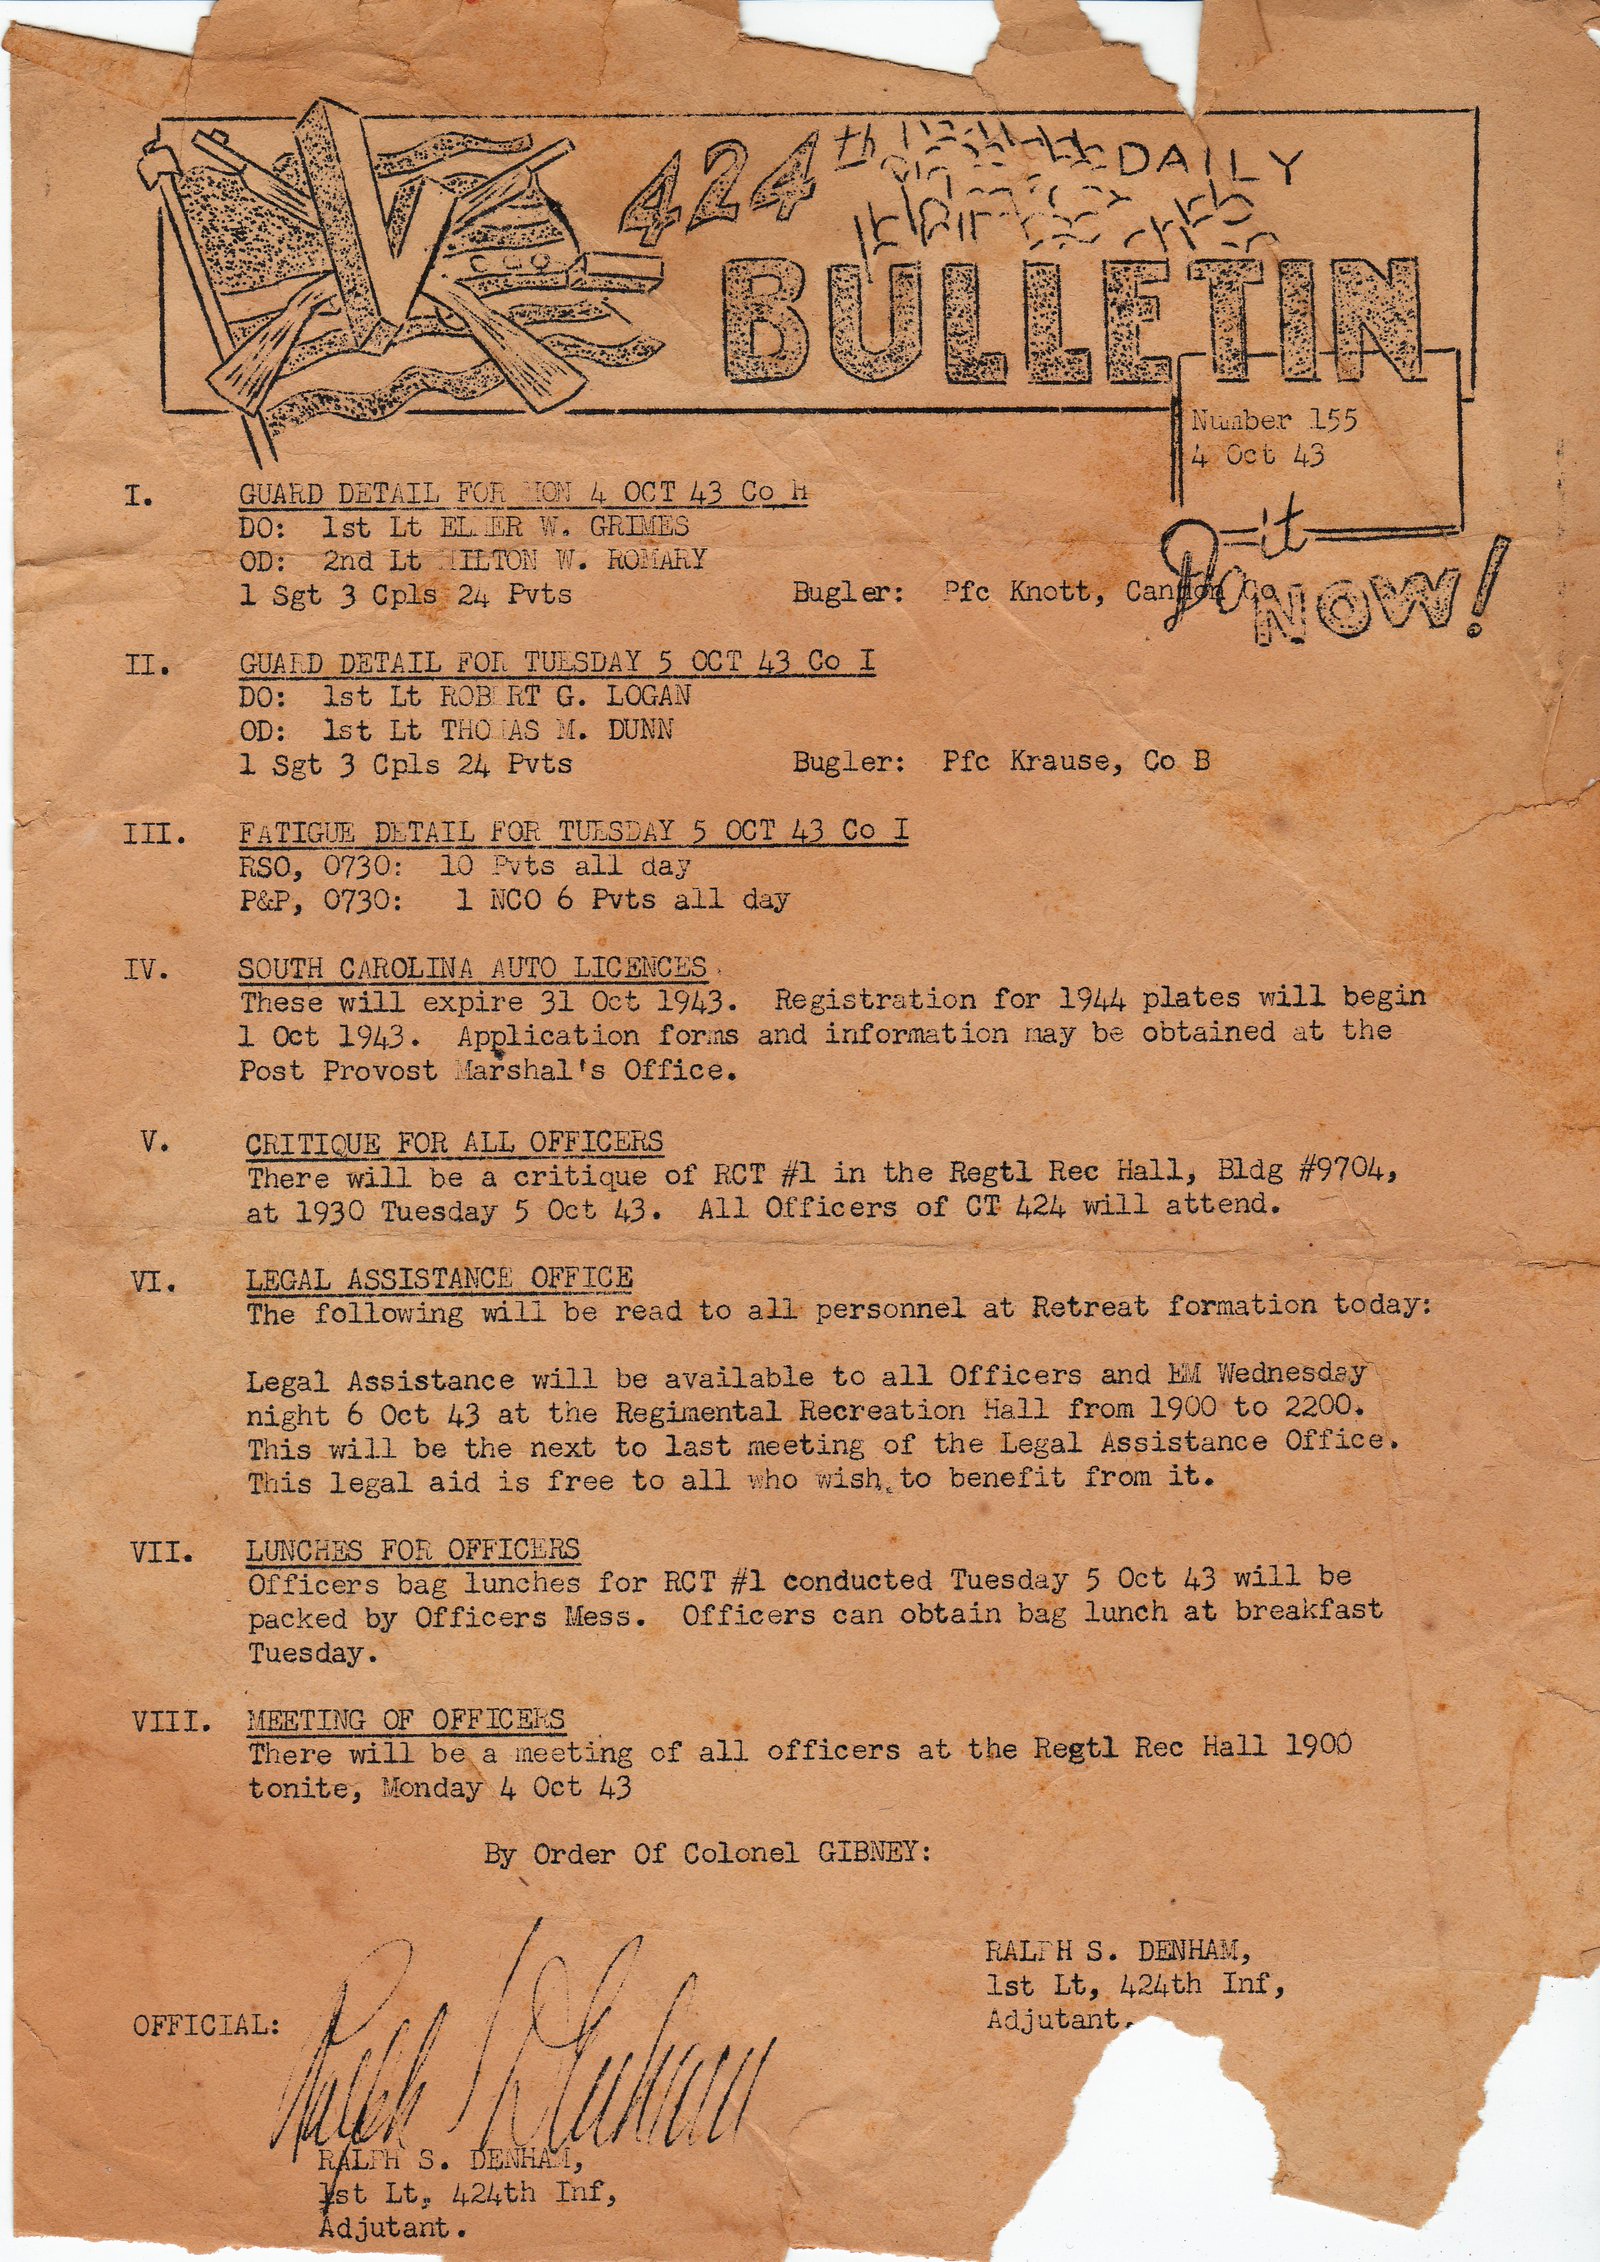 424th
DAILY
BULLETIN
Number 155
4 Oct 43
Do it
NOW!
I. GUARD DETAIL FOR MON 4 OCT 43 Co H
DO: 1st Lt ELMER W. GRIMES
OD: 2nd Lt MILTON W. ROMARY
1 Sgt 3 Cpls 24 Pvts Bugler: Pfc Knott, Cannon Co
II. GUARD DETAIL FOR TUESDAY 5 OCT 43 Co I
DO: 1st Lt ROBERT G. LOGAN
OD: 1st Lt THOMAS M. DUNN
1 Sgt 3 Cpls 24 Pvts Bugler: Pfc Krause, Co B
III. FATIGUE DETAIL FOR TUESDAY 5 OCT 43 Co I
RSO, 0730: 10 Pvts all day
P&P, 0730: 1 NCO 6 Pvts all day
IV. SOUTH CAROLINA AUTO LICENCES
These will expire 31 Oct 1943. Registration for 1944 plates will begin
1 Oct 1943. Application forms and information may be obtained at the
Post Provost Marshal's Office.
V. CRITIQUE FOR ALL OFFICERS
There will be a critique of RCT #1 in the Regtl Rec Hall, Bldg #9704,
at 1930 Tuesday 5 Oct 43. All Officers of CT 424 will attend.
VI. LEGAL ASSISTANCE OFFICE
The following will be read to all personnel at Retreat formation today:
Legal Assistance will be available to all Officers and EM Wednesday
night 6 Oct 43 at the Regimental Recreation Hall from 1900 to 2200.
This will be the next to last meeting of the Legal Assistance Office.
This legal aid is free to all who wish to benefit from it.
VII. LUNCHES FOR OFFICERS
Officers bag lunches for RCT #1 conducted Tuesday 5 Oct 43 will be
packed by Officers Mess. Officers can obtain bag lunch at breakfast
Tuesday.
VIII. MEETING OF OFFICERS
There will be a meeting of all officers at the Regtl Rec Hall 1900
tonite, Monday 4 Oct 43
By Order Of Colonel GIBNEY:
RALPH S. DENHAM,
1st Lt, 424th Inf,
Adjutant.
OFFICIAL:
Ralph S Denham
RALPH S. DENHAM,
1st Lt, 424th Inf,
Adjutant.